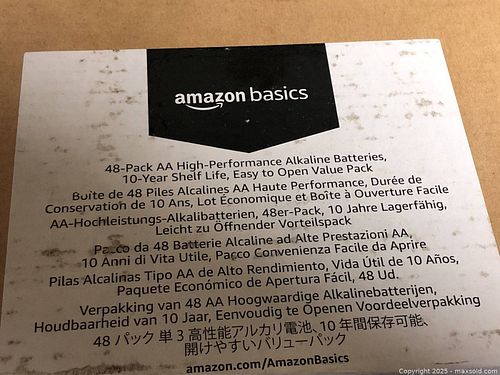 amazon basics
48-Pack AA High-Performance Alkaline Batteries,
10-Year Shelf Life, Easy to Open Value Pack
Boîte de 48 Piles Alcalines AA Haute Performance, Durée de
Conservation de 10 Ans, Lot Économique et Boîte à Ouverture Facile
AA-Hochleistungs-Alkalibatterien, 48er-Pack, 10 Jahre Lagerfähig,
Leicht zu Öffnender Vorteilspack
Pacco da 48 Batterie Alcaline ad Alte Prestazioni AA,
10 Anni di Vita Utile, Pacco Convenienza Facile da Aprire
Pilas Alcalinas Tipo AA de Alto Rendimiento, Vida Útil de 10 Años,
Paquete Económico de Apertura Fácil, 48 Ud.
Verpakking van 48 AA Hoogwaardige Alkalinebatterijen,
Houdbaarheid van 10 Jaar, Eenvoudig te Openen Voordeelverpakking
48 パック 単3高性能アルカリ電池、10 年間保存可能、
開けやすいバリューパック
amazon.com/AmazonBasics
Copyright 2025 - maxsold.com